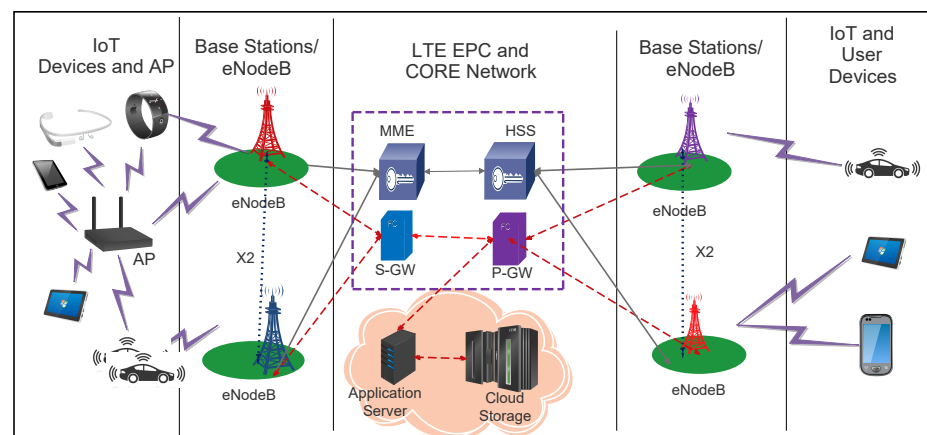 IoT
Devices and AP
Base Stations/
eNodeB
LTE EPC and
CORE Network
Base Stations/
eNodeB
IoT and
User
Devices
MME
HSS
eNodeB
eNodeB
AP
X2
S-GW
P-GW
X2
eNodeB
Application
Server
Cloud
Storage
eNodeB